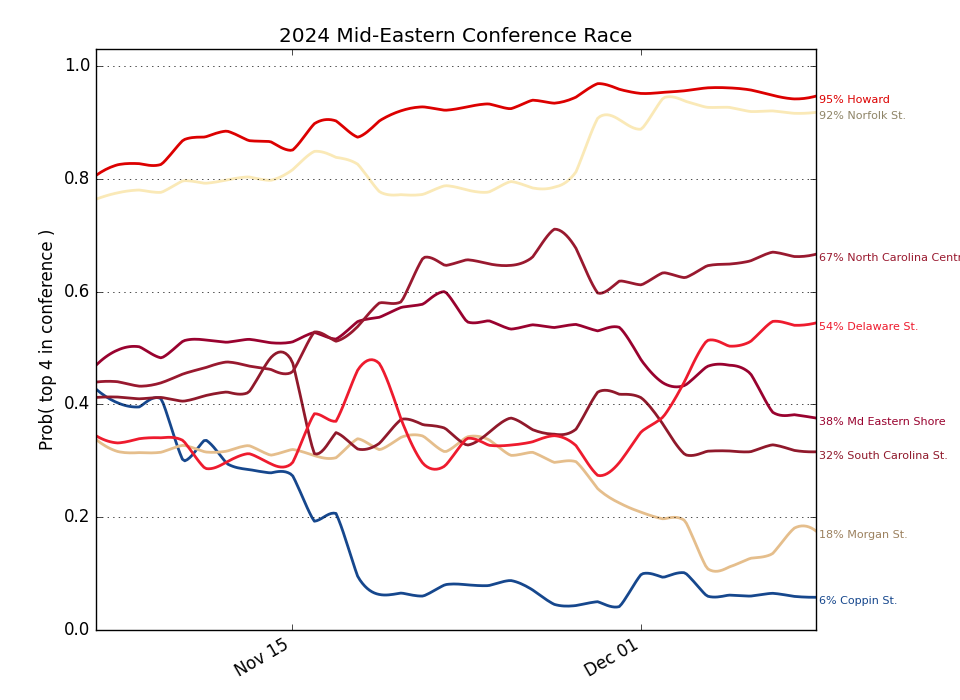 2024 Mid-Eastern Conference Race
1.0
0.8
0.6
0.4
0.2
0.0
Prob( top 4 in conference )
Nov 15
Dec 01
95% Howard
92% Norfolk St.
67% North Carolina Centr
54% Delaware St.
38% Md Eastern Shore
32% South Carolina St.
18% Morgan St.
6% Coppin St.